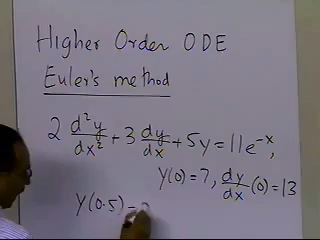 Higher Order ODE
Euler's method
2 d²y/dx² + 3 dy/dx + 5y = 11e⁻ˣ,
y(0) = 7, dy/dx (0) = 13
y(0.5) =